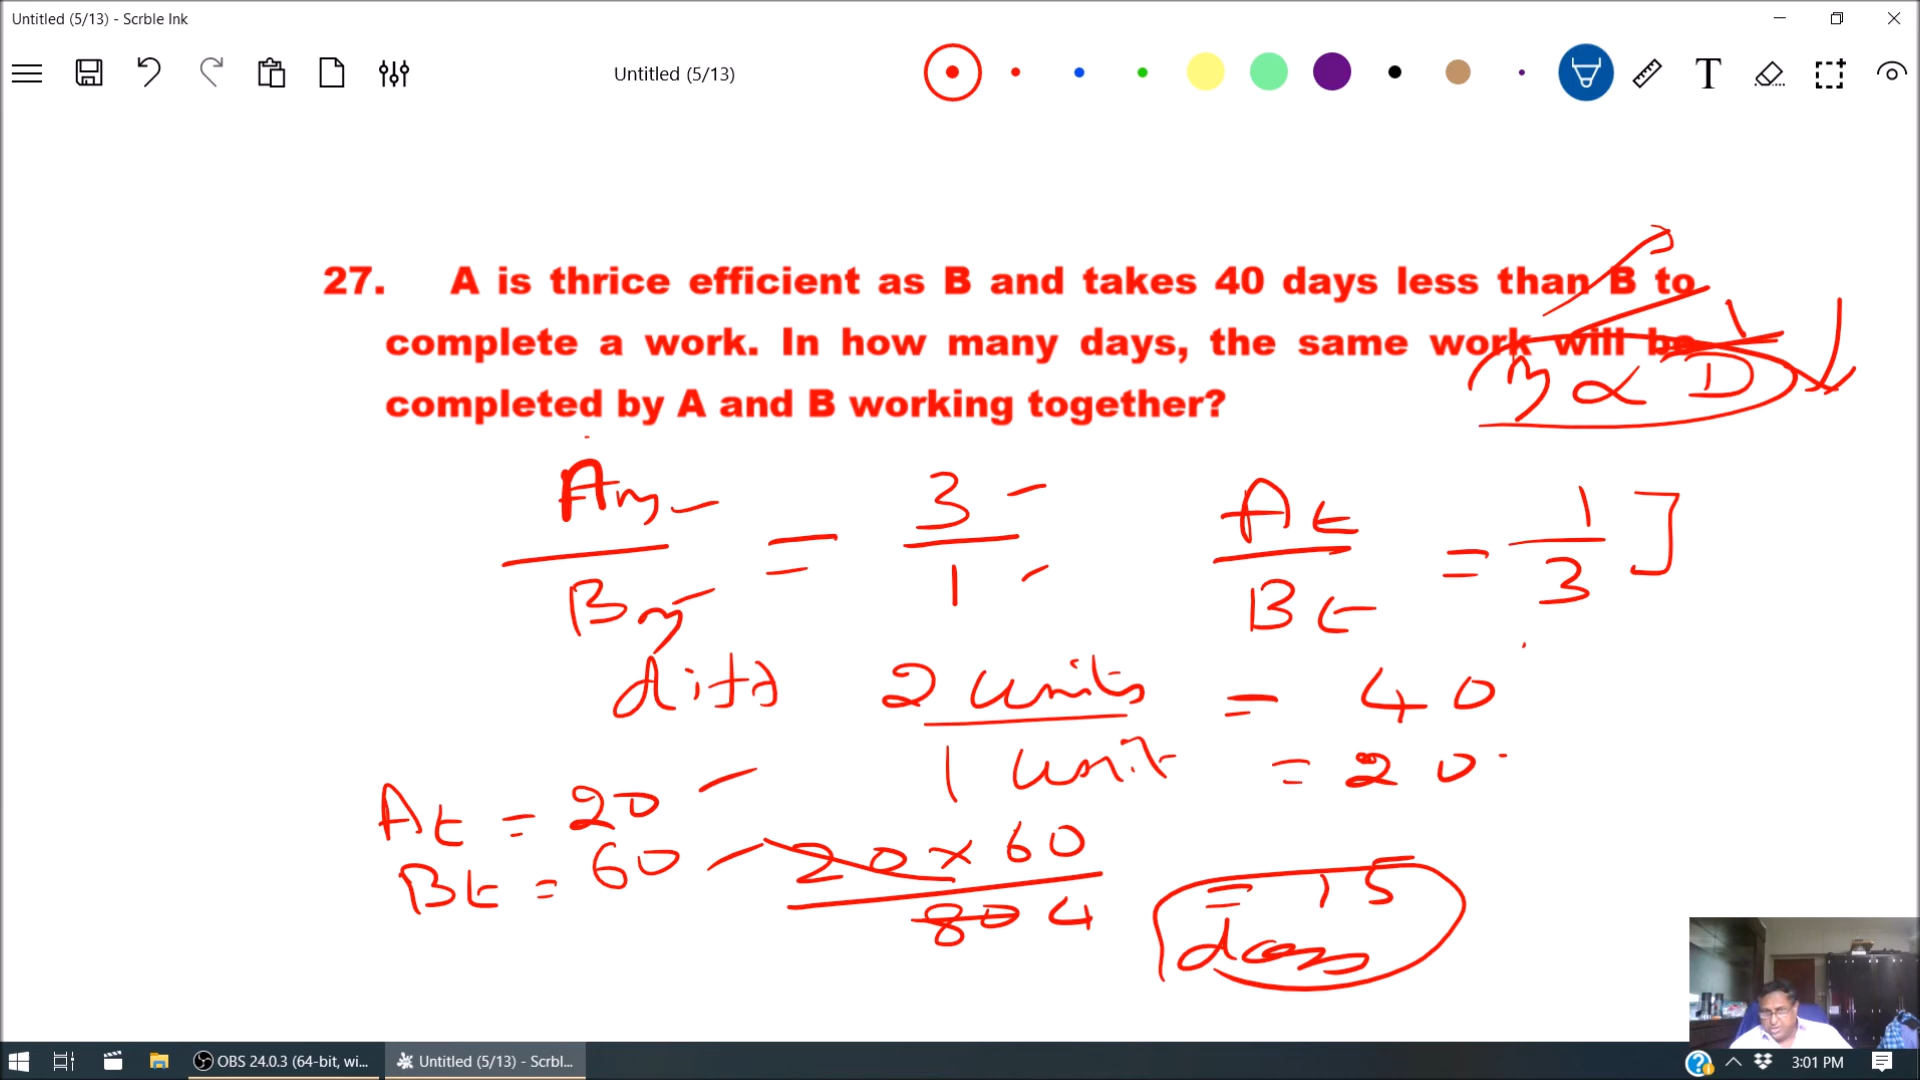 Untitled (5/13) - Scrble Ink
Untitled (5/13)
T
27. A is thrice efficient as B and takes 40 days less than B to
complete a work. In how many days, the same work will be
completed by A and B working together?
η α 1/D
Aη/Bη = 3/1
At/Bt = 1/3 ]
diff 2 units = 40
1 unit = 20
At = 20
Bt = 60
20 x 60
80 4
= 15
days
OBS 24.0.3 (64-bit, wi...
Untitled (5/13) - Scrbl...
3:01 PM